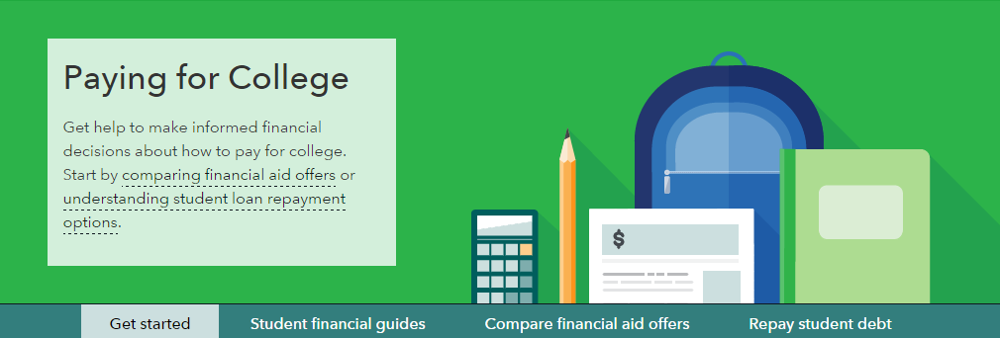 Paying for College
Get help to make informed financial
decisions about how to pay for college.
Start by comparing financial aid offers or
understanding student loan repayment
options.
$
Get started
Student financial guides
Compare financial aid offers
Repay student debt